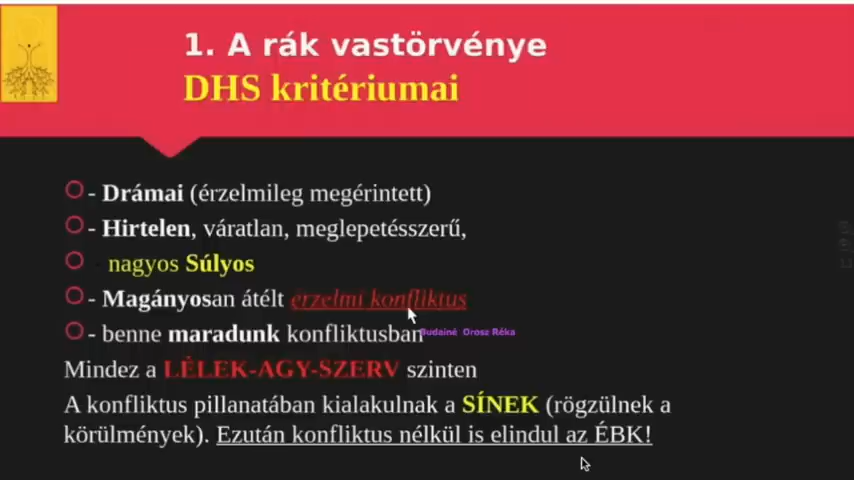 1. A rák vastörvénye
DHS kritériumai
- Drámai (érzelmileg megérintett)
- Hirtelen, váratlan, meglepetésszerű,
nagyos Súlyos
- Magányosan átélt érzelmi konfliktus
- benne maradunk konfliktusban
Budainé Orosz Réka
Mindez a LÉLEK-AGY-SZERV szinten
A konfliktus pillanatában kialakulnak a SÍNEK (rögzülnek a
körülmények). Ezután konfliktus nélkül is elindul az ÉBK!